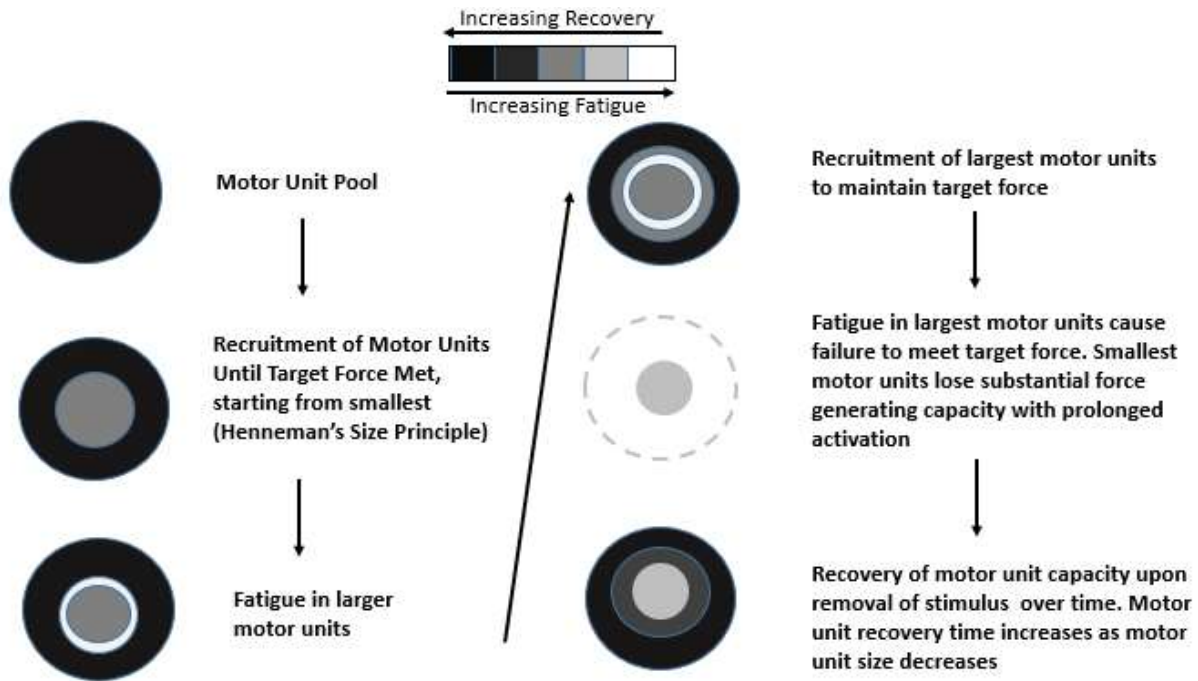 Increasing Recovery
Increasing Fatigue
Motor Unit Pool
Recruitment of Motor Units
Until Target Force Met,
starting from smallest
(Henneman's Size Principle)
Fatigue in larger
motor units
Recruitment of largest motor units
to maintain target force
Fatigue in largest motor units cause
failure to meet target force. Smallest
motor units lose substantial force
generating capacity with prolonged
activation
Recovery of motor unit capacity upon
removal of stimulus over time. Motor
unit recovery time increases as motor
unit size decreases